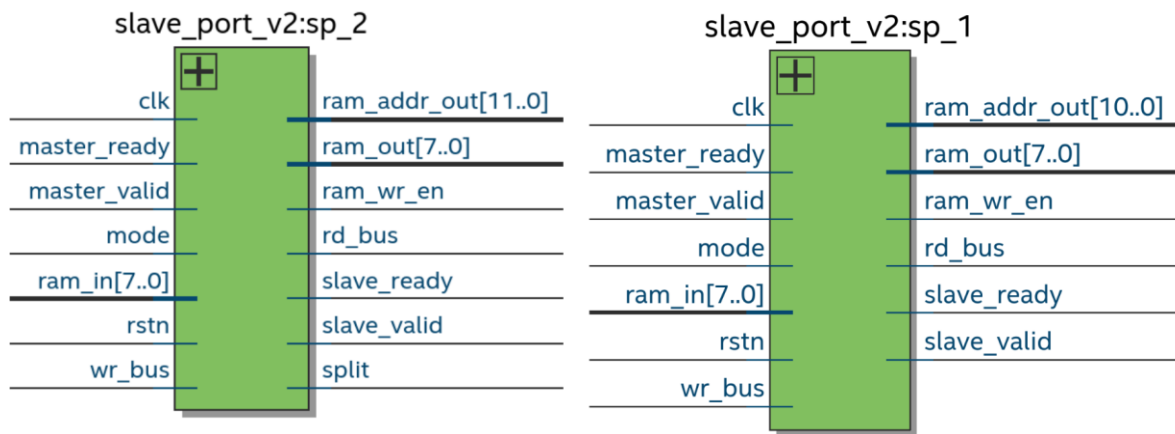 slave_port_v2:sp_2
clk
master_ready
master_valid
mode
ram_in[7..0]
rstn
wr_bus
ram_addr_out[11..0]
ram_out[7..0]
ram_wr_en
rd_bus
slave_ready
slave_valid
split
slave_port_v2:sp_1
clk
master_ready
master_valid
mode
ram_in[7..0]
rstn
wr_bus
ram_addr_out[10..0]
ram_out[7..0]
ram_wr_en
rd_bus
slave_ready
slave_valid